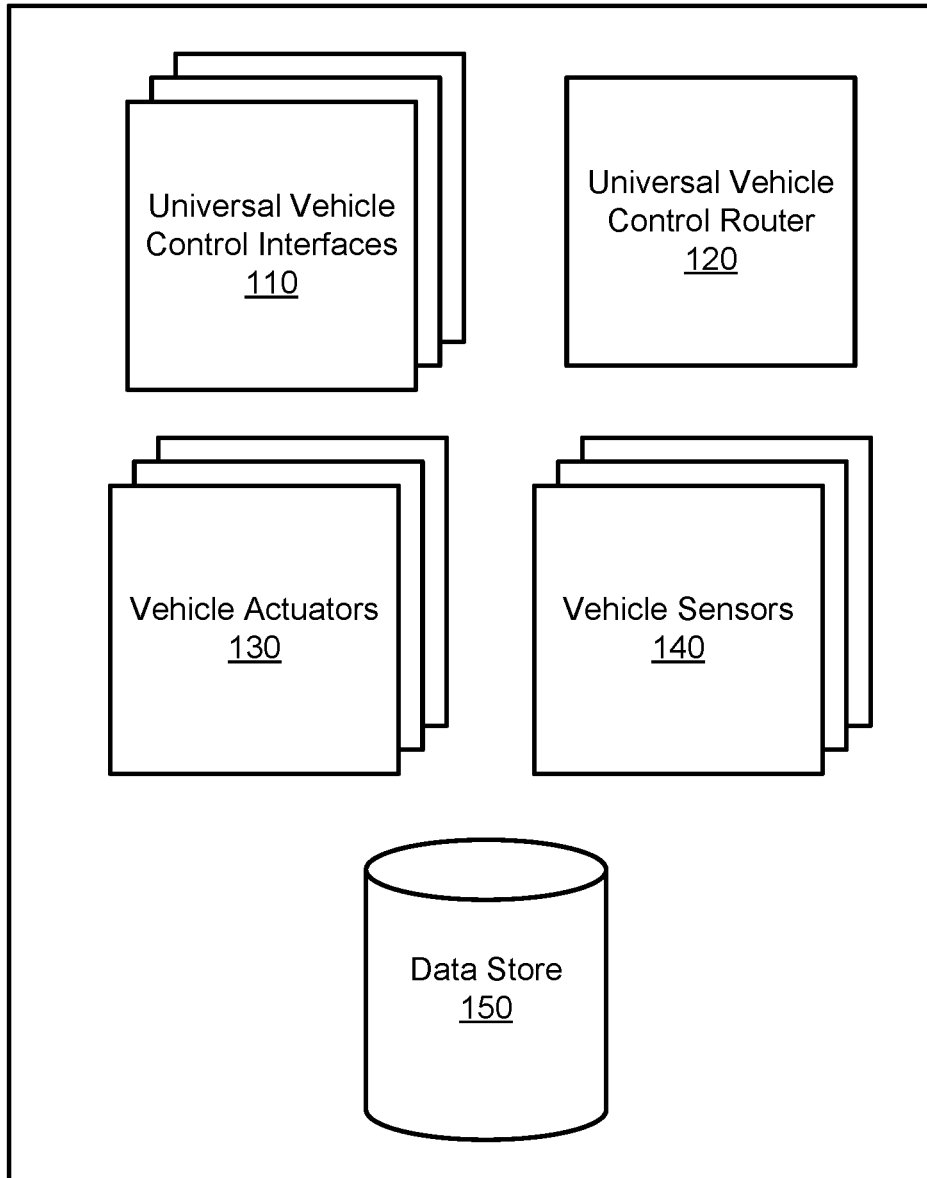 Universal Vehicle
Control Interfaces
110
Universal Vehicle
Control Router
120
Vehicle Actuators
130
Vehicle Sensors
140
Data Store
150